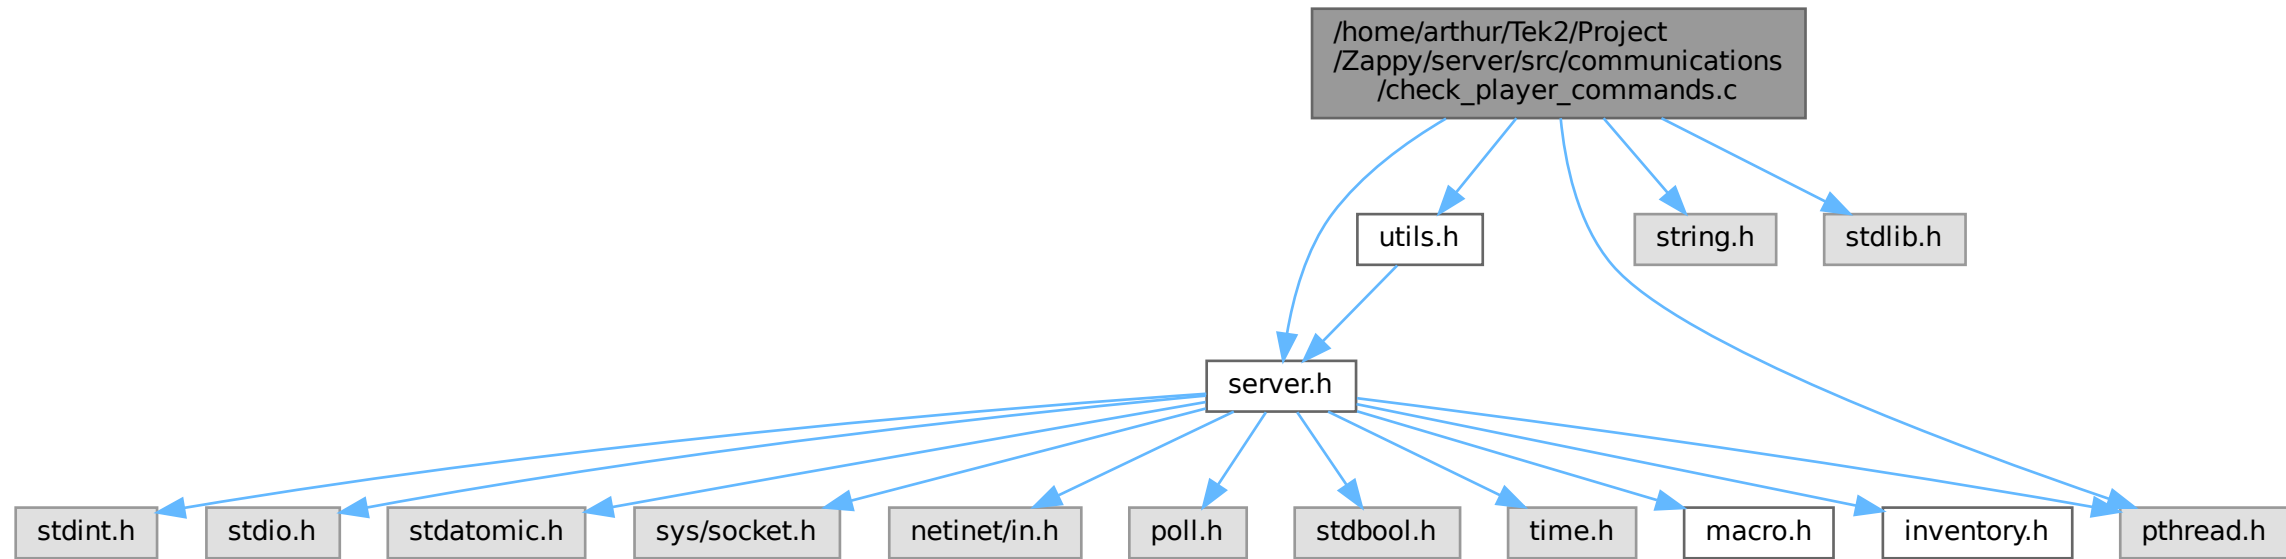 /home/arthur/Tek2/Project
/Zappy/server/src/communications
/check_player_commands.c
utils.h
string.h
stdlib.h
server.h
stdint.h
stdio.h
stdatomic.h
sys/socket.h
netinet/in.h
poll.h
stdbool.h
time.h
macro.h
inventory.h
pthread.h